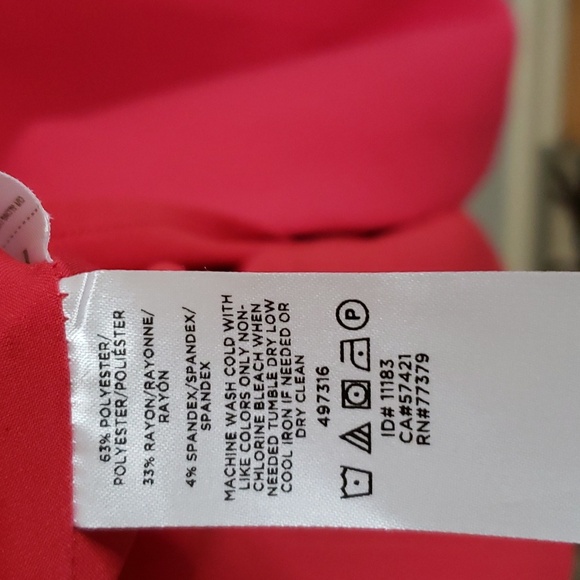 63% POLYESTER/
POLYESTER/POLIÉSTER
33% RAYON/RAYONNE/
RAYÓN
4% SPANDEX/SPANDEX/
SPANDEX
MACHINE WASH COLD WITH
LIKE COLORS ONLY NON-
CHLORINE BLEACH WHEN
NEEDED TUMBLE DRY LOW
COOL IRON IF NEEDED OR
DRY CLEAN
497316
P
ID# 11183
CA#57421
RN#77379